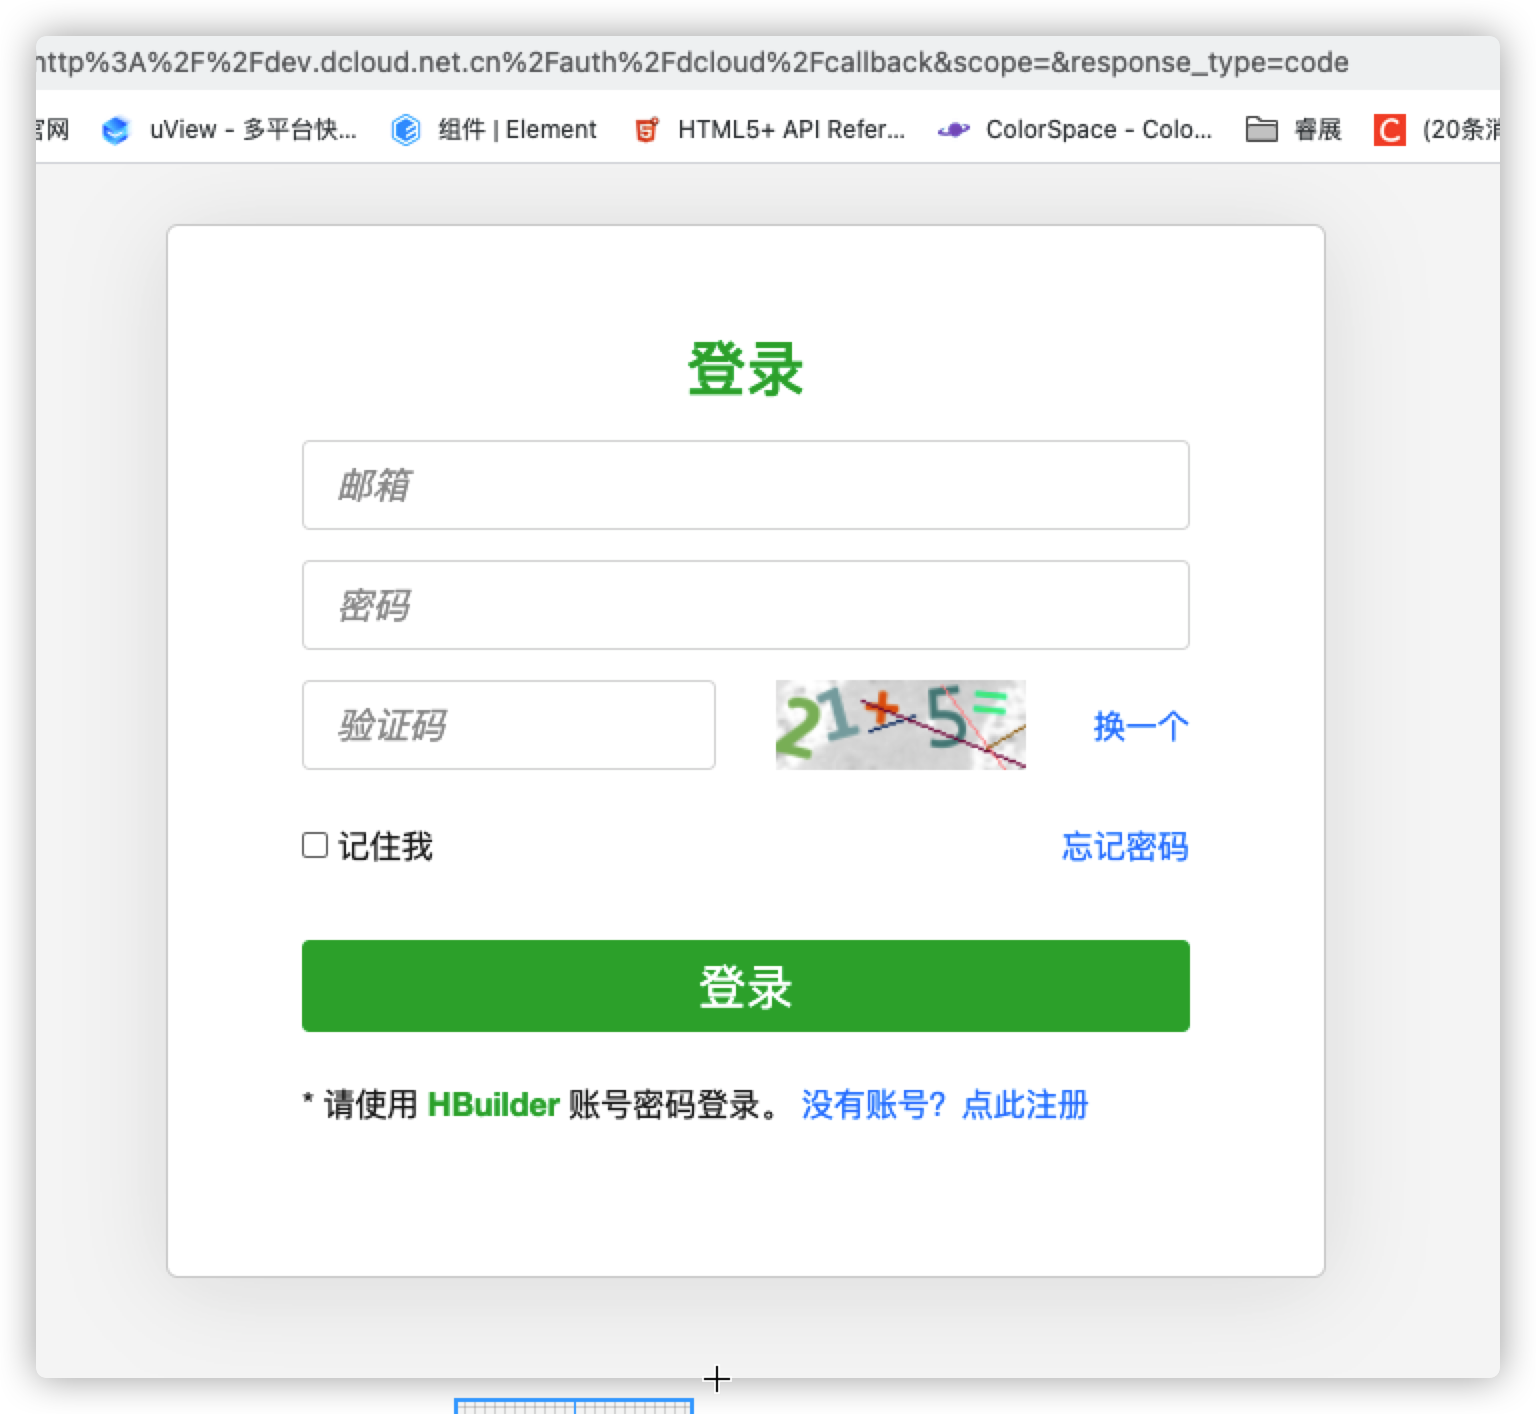 http%3A%2F%2Fdev.dcloud.net.cn%2Fauth%2Fdcloud%2Fcallback&scope=&response_type=code
官网 uView - 多平台快... 组件 | Element HTML5+ API Refer... ColorSpace - Colo... 睿展 C (20条消
登录
邮箱
密码
验证码 21+5= 换一个
记住我 忘记密码
登录
* 请使用 HBuilder 账号密码登录。 没有账号？点此注册